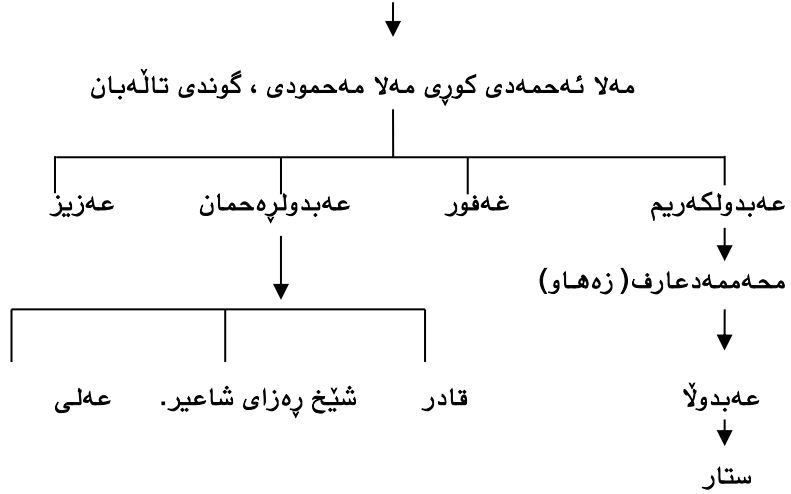 مەلا ئەحمەدی کوڕی مەلا مەحمودی ، گوندی تاڵەبان
عەبدولکەریم غەفور عەبدولڕەحمان عەزیز
محەممەدعارف( زەهاو)
قادر شێخ ڕەزای شاعیر. عەلی عەبدوڵا
ستار